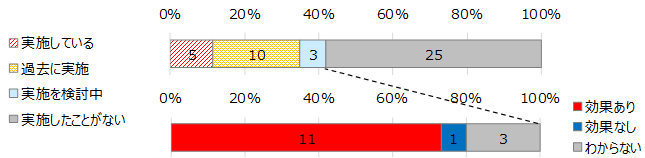 0% 20% 40% 60% 80% 100%
実施している
過去に実施
実施を検討中
実施したことがない
5 10 3 25
0% 20% 40% 60% 80% 100%
11 1 3
効果あり
効果なし
わからない